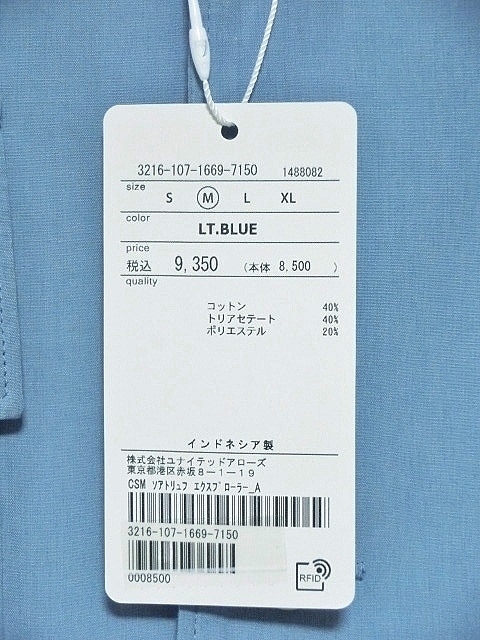 3216-107-1669-7150 1488082
size
S M L XL
color
LT.BLUE
price
税込 9,350 (本体 8,500 )
quality
コットン 40%
トリアセテート 40%
ポリエステル 20%
インドネシア製
株式会社ユナイテッドアローズ
東京都港区赤坂8-1-19
CSM ソアトリュフ エクスプローラー_A
3216-107-1669-7150
0008500
RFID